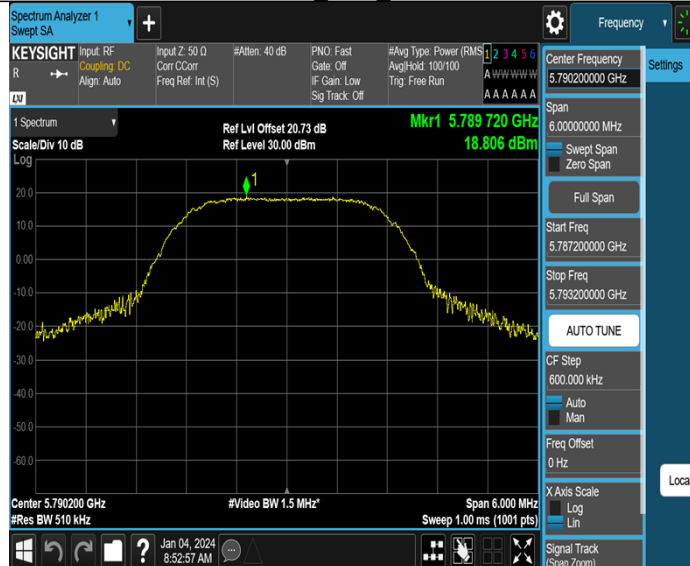 Spectrum Analyzer 1
Swept SA
Frequency
KEYSIGHT
R
LXI
Input: RF
Coupling: DC
Align: Auto
Input Z: 50 Ω
Corr CCorr
Freq Ref: Int (S)
#Atten: 40 dB
PNO: Fast
Gate: Off
IF Gain: Low
Sig Track: Off
#Avg Type: Power (RMS
Avg|Hold: 100/100
Trig: Free Run
1 2 3 4 5 6
A W W W W W
A A A A A A
1 Spectrum
Scale/Div 10 dB
Log
Ref Lvl Offset 20.73 dB
Ref Level 30.00 dBm
Mkr1 5.789 720 GHz
18.806 dBm
1
20.0
10.0
0.00
-10.0
-20.0
-30.0
-40.0
-50.0
-60.0
Center 5.790200 GHz
#Res BW 510 kHz
#Video BW 1.5 MHz*
Span 6.000 MHz
Sweep 1.00 ms (1001 pts)
Jan 04, 2024
8:52:57 AM
Center Frequency
5.790200000 GHz
Span
6.00000000 MHz
Swept Span
Zero Span
Full Span
Start Freq
5.787200000 GHz
Stop Freq
5.793200000 GHz
AUTO TUNE
CF Step
600.000 kHz
Auto
Man
Freq Offset
0 Hz
X Axis Scale
Log
Lin
Signal Track
(Span Zoom)
Settings
Loca